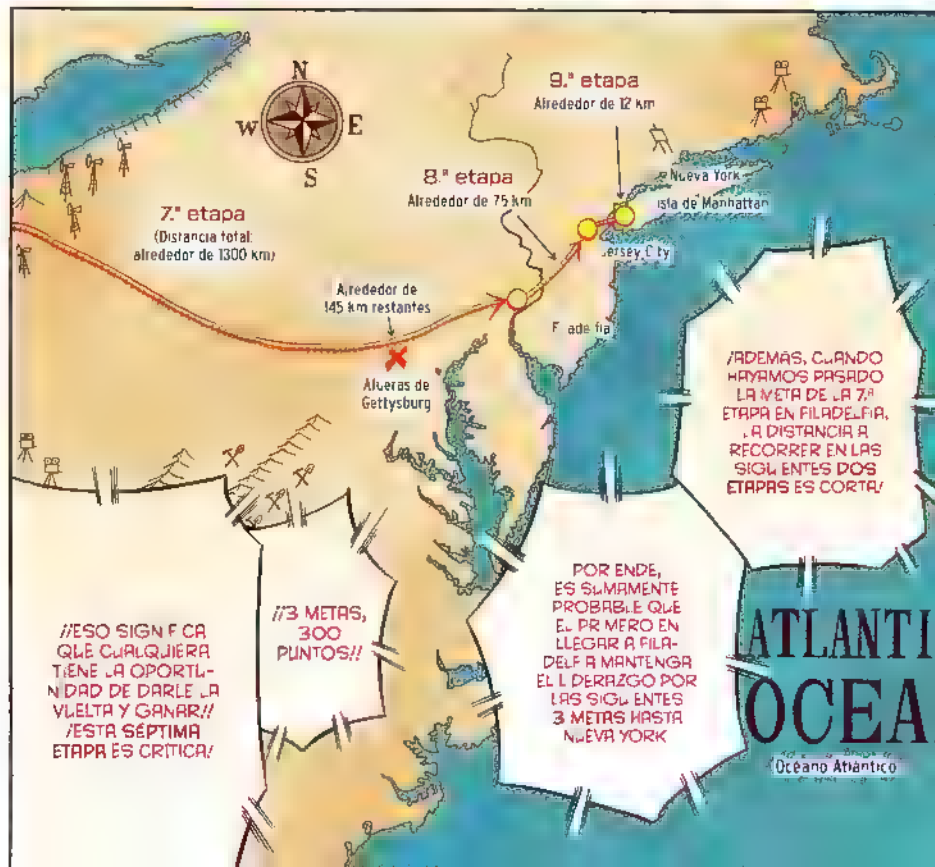 N
W E
S
9.ª etapa
Alrededor de 12 km
8.ª etapa
Alrededor de 75 km
7.ª etapa
(Distancia total:
alrededor de 1300 km)
Nueva York
Isla de Manhattan
Jersey City
Alrededor de
145 km restantes
Filadelfia
Afueras de
Gettysburg
¡ADEMÁS, CUANDO
HAYAMOS PASADO
LA META DE LA 7.ª
ETAPA EN FILADELFIA,
LA DISTANCIA A
RECORRER EN LAS
SIGUIENTES DOS
ETAPAS ES CORTA!
POR ENDE,
ES SUMAMENTE
PROBABLE QUE
EL PRIMERO EN
LLEGAR A FILA-
DELFIA MANTENGA
EL LIDERAZGO POR
LAS SIGUIENTES
3 METAS HASTA
NUEVA YORK
¡¡3 METAS,
300
PUNTOS!!
¡¡ESO SIGNIFICA
QUE CUALQUIERA
TIENE LA OPORTU-
NIDAD DE DARLE LA
VUELTA Y GANAR!!
¡ESTA SÉPTIMA
ETAPA ES CRÍTICA!
ATLANTI
OCEA
(Océano Atlántico)